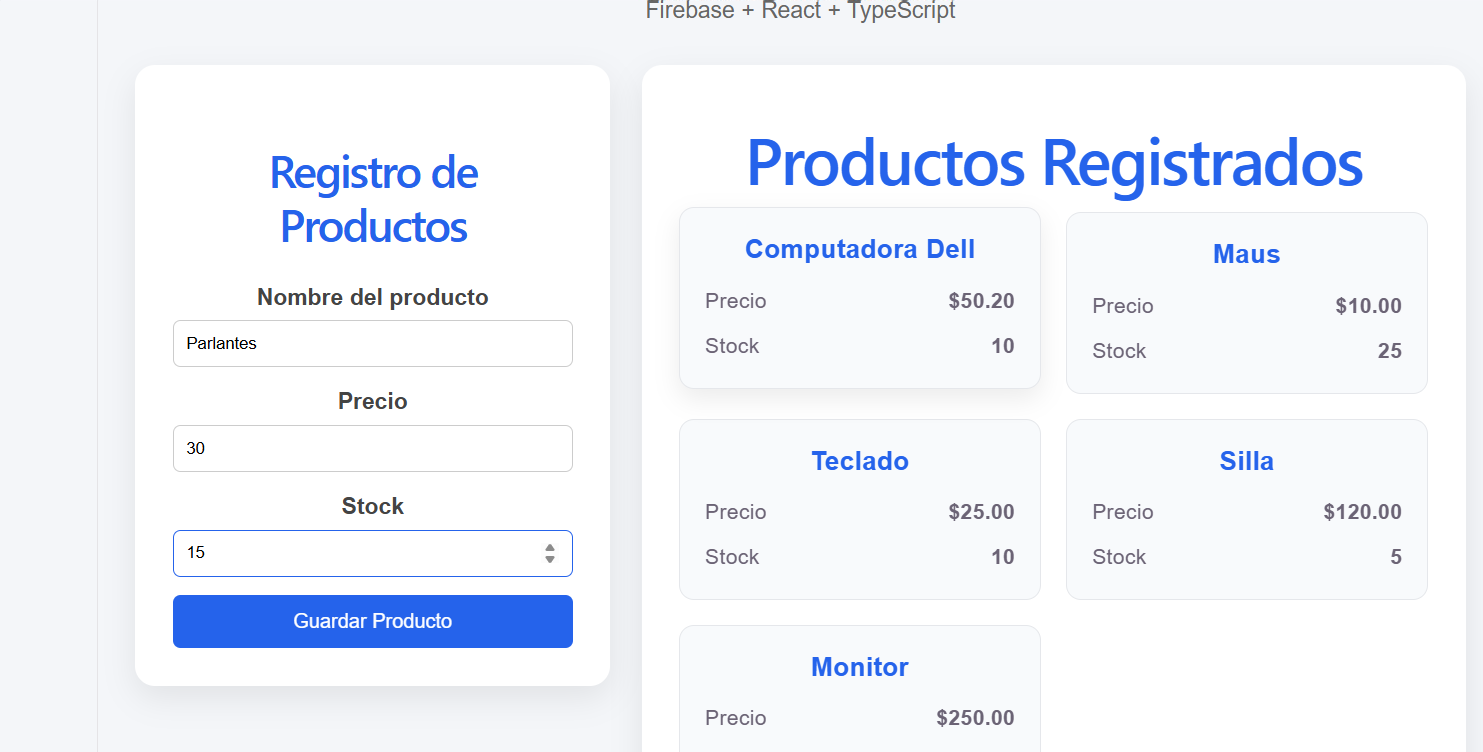 Firebase + React + TypeScript
Registro de
Productos
Nombre del producto
Parlantes
Precio
30
Stock
15
Guardar Producto
Productos Registrados
Computadora Dell
Precio $50.20
Stock 10
Maus
Precio $10.00
Stock 25
Teclado
Precio $25.00
Stock 10
Silla
Precio $120.00
Stock 5
Monitor
Precio $250.00